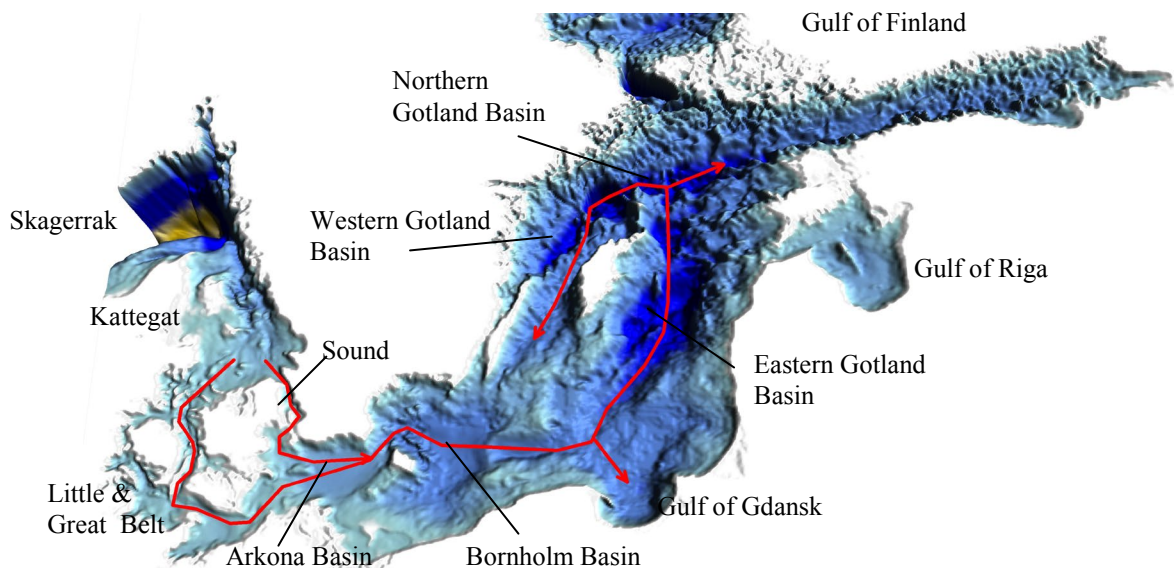 Gulf of Finland
Northern
Gotland Basin
Skagerrak
Western Gotland
Basin
Gulf of Riga
Kattegat
Sound
Eastern Gotland
Basin
Little &
Great Belt
Gulf of Gdansk
Arkona Basin
Bornholm Basin